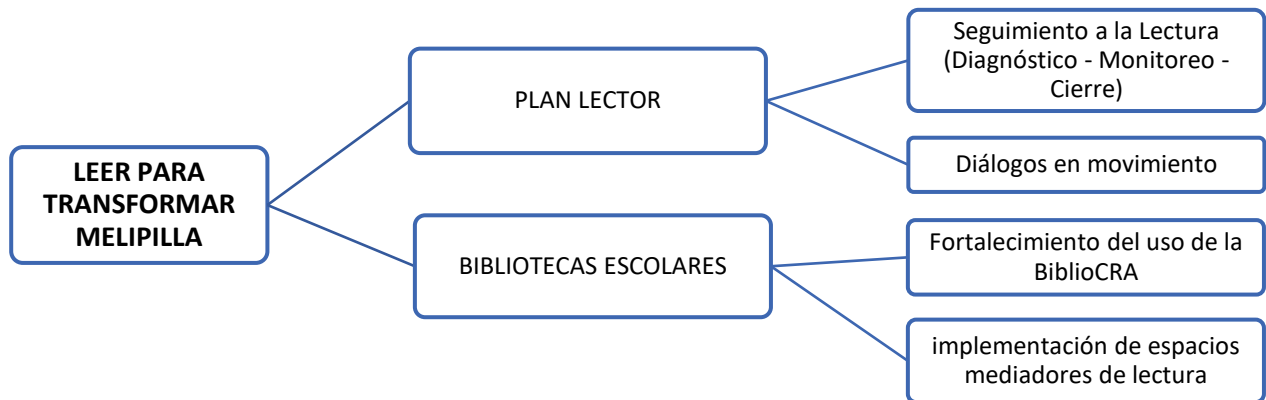 LEER PARA
TRANSFORMAR
MELIPILLA
PLAN LECTOR
BIBLIOTECAS ESCOLARES
Seguimiento a la Lectura
(Diagnóstico - Monitoreo -
Cierre)
Diálogos en movimiento
Fortalecimiento del uso de la
BiblioCRA
implementación de espacios
mediadores de lectura